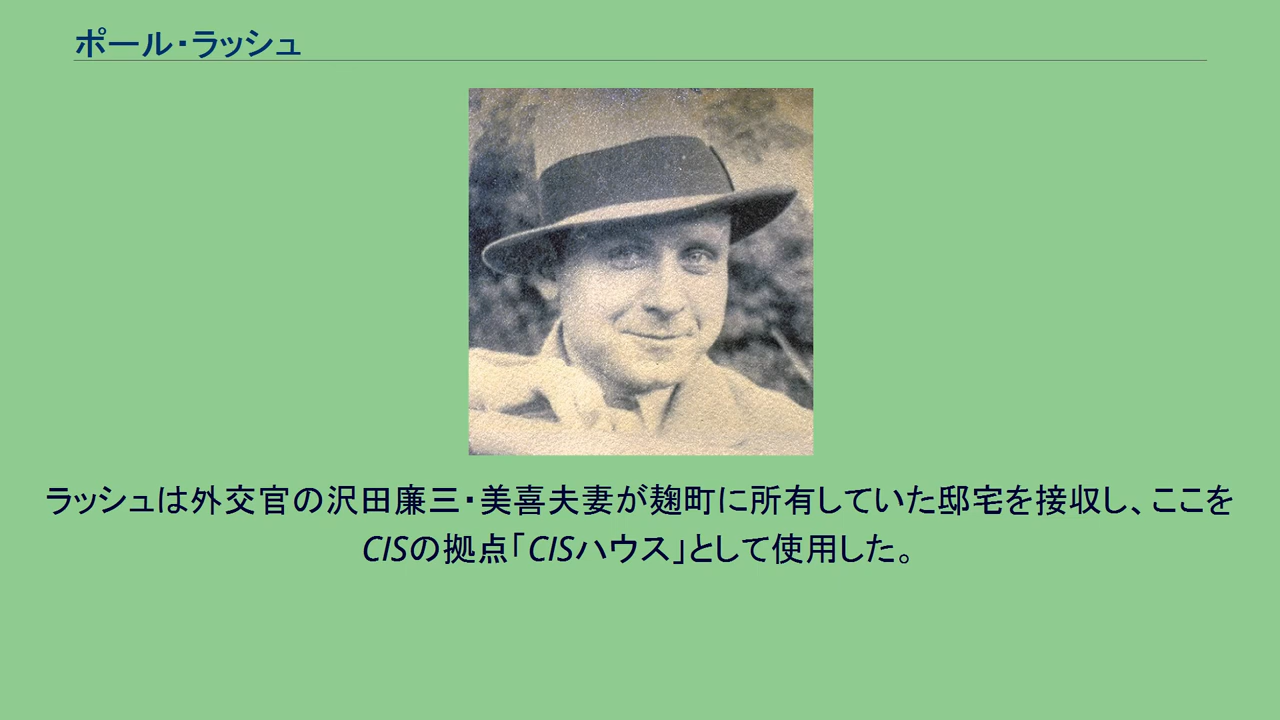 ポール・ラッシュ
ラッシュは外交官の沢田廉三・美喜夫妻が麹町に所有していた邸宅を接収し、ここを
CISの拠点「CISハウス」として使用した。